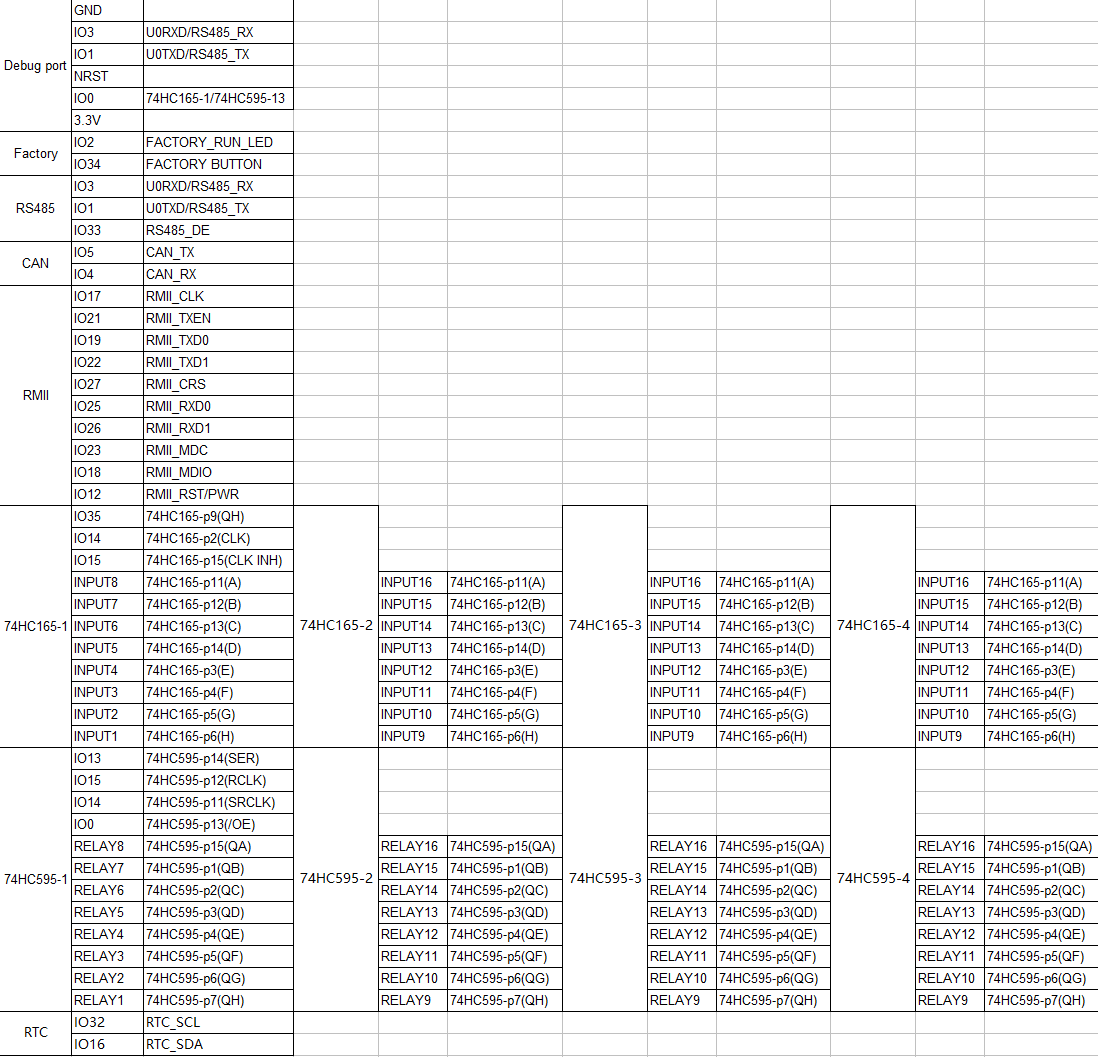 GND
IO3 U0RXD/RS485_RX
IO1 U0TXD/RS485_TX
Debug port
NRST
IO0 74HC165-1/74HC595-13
3.3V
IO2 FACTORY_RUN_LED
Factory
IO34 FACTORY BUTTON
IO3 U0RXD/RS485_RX
RS485 IO1 U0TXD/RS485_TX
IO33 RS485_DE
IO5 CAN_TX
CAN
IO4 CAN_RX
IO17 RMII_CLK
IO21 RMII_TXEN
IO19 RMII_TXD0
IO22 RMII_TXD1
IO27 RMII_CRS
RMII
IO25 RMII_RXD0
IO26 RMII_RXD1
IO23 RMII_MDC
IO18 RMII_MDIO
IO12 RMII_RST/PWR
IO35 74HC165-p9(QH)
IO14 74HC165-p2(CLK)
IO15 74HC165-p15(CLK INH)
INPUT8 74HC165-p11(A) INPUT16 74HC165-p11(A) INPUT16 74HC165-p11(A) INPUT16 74HC165-p11(A)
INPUT7 74HC165-p12(B) INPUT15 74HC165-p12(B) INPUT15 74HC165-p12(B) INPUT15 74HC165-p12(B)
74HC165-1 INPUT6 74HC165-p13(C) 74HC165-2 INPUT14 74HC165-p13(C) 74HC165-3 INPUT14 74HC165-p13(C) 74HC165-4 INPUT14 74HC165-p13(C)
INPUT5 74HC165-p14(D) INPUT13 74HC165-p14(D) INPUT13 74HC165-p14(D) INPUT13 74HC165-p14(D)
INPUT4 74HC165-p3(E) INPUT12 74HC165-p3(E) INPUT12 74HC165-p3(E) INPUT12 74HC165-p3(E)
INPUT3 74HC165-p4(F) INPUT11 74HC165-p4(F) INPUT11 74HC165-p4(F) INPUT11 74HC165-p4(F)
INPUT2 74HC165-p5(G) INPUT10 74HC165-p5(G) INPUT10 74HC165-p5(G) INPUT10 74HC165-p5(G)
INPUT1 74HC165-p6(H) INPUT9 74HC165-p6(H) INPUT9 74HC165-p6(H) INPUT9 74HC165-p6(H)
IO13 74HC595-p14(SER)
IO15 74HC595-p12(RCLK)
IO14 74HC595-p11(SRCLK)
IO0 74HC595-p13(/OE)
RELAY8 74HC595-p15(QA) RELAY16 74HC595-p15(QA) RELAY16 74HC595-p15(QA) RELAY16 74HC595-p15(QA)
RELAY7 74HC595-p1(QB) RELAY15 74HC595-p1(QB) RELAY15 74HC595-p1(QB) RELAY15 74HC595-p1(QB)
74HC595-1 RELAY6 74HC595-p2(QC) 74HC595-2 RELAY14 74HC595-p2(QC) 74HC595-3 RELAY14 74HC595-p2(QC) 74HC595-4 RELAY14 74HC595-p2(QC)
RELAY5 74HC595-p3(QD) RELAY13 74HC595-p3(QD) RELAY13 74HC595-p3(QD) RELAY13 74HC595-p3(QD)
RELAY4 74HC595-p4(QE) RELAY12 74HC595-p4(QE) RELAY12 74HC595-p4(QE) RELAY12 74HC595-p4(QE)
RELAY3 74HC595-p5(QF) RELAY11 74HC595-p5(QF) RELAY11 74HC595-p5(QF) RELAY11 74HC595-p5(QF)
RELAY2 74HC595-p6(QG) RELAY10 74HC595-p6(QG) RELAY10 74HC595-p6(QG) RELAY10 74HC595-p6(QG)
RELAY1 74HC595-p7(QH) RELAY9 74HC595-p7(QH) RELAY9 74HC595-p7(QH) RELAY9 74HC595-p7(QH)
IO32 RTC_SCL
RTC
IO16 RTC_SDA